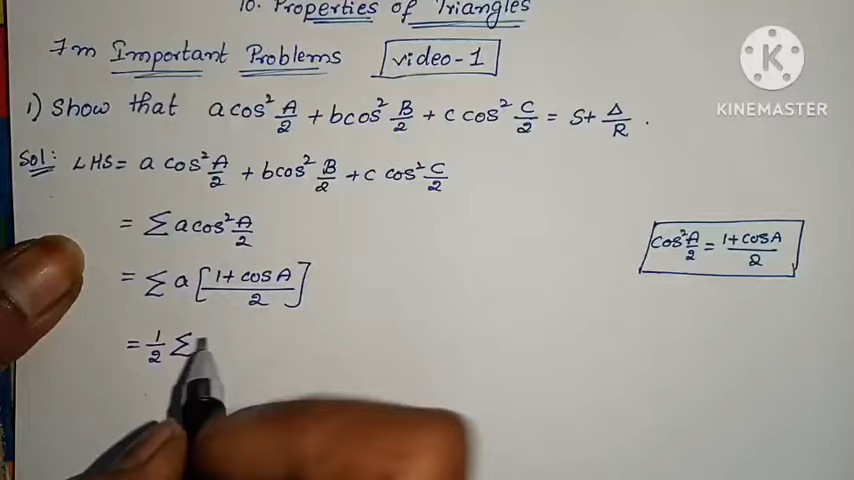 10. Properties of Triangles
7m Important Problems video-1
K
KINEMASTER
1) Show that a cos² A/2 + b cos² B/2 + c cos² C/2 = S + Δ/R .
Sol: LHS = a cos² A/2 + b cos² B/2 + c cos² C/2
= Σ a cos² A/2
cos² A/2 = 1 + cos A / 2
= Σ a [ 1 + cos A / 2 ]
= 1/2 Σ